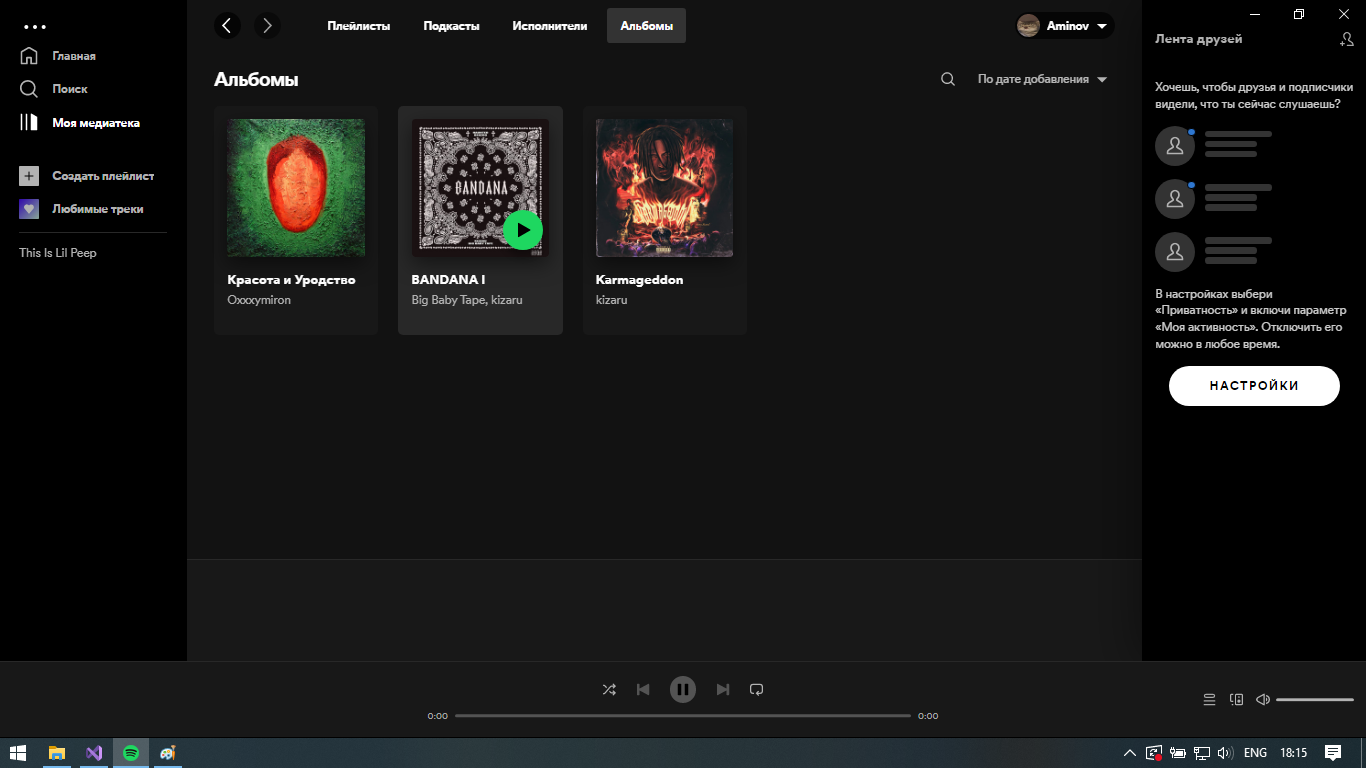 Главная
Поиск
Моя медиатека
Создать плейлист
Любимые треки
This Is Lil Peep
Плейлисты
Подкасты
Исполнители
Альбомы
Aminov
Альбомы
По дате добавления
BANDANA
Красота и Уродство
Oxxxymiron
BANDANA I
Big Baby Tape, kizaru
Karmageddon
kizaru
Лента друзей
Хочешь, чтобы друзья и подписчики
видели, что ты сейчас слушаешь?
В настройках выбери
«Приватность» и включи параметр
«Моя активность». Отключить его
можно в любое время.
НАСТРОЙКИ
0:00
0:00
ENG
18:15